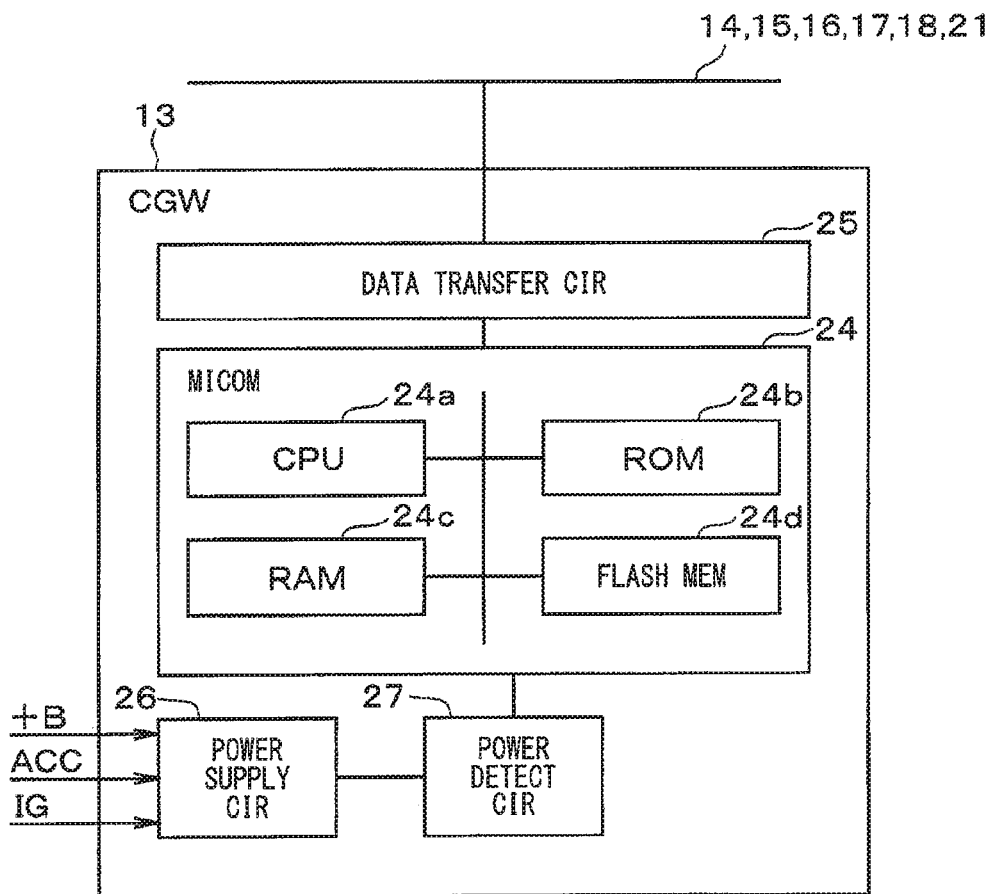 14,15,16,17,18,21
13
CGW
25
DATA TRANSFER CIR
24
MICOM
24a
24b
CPU
ROM
24c
24d
RAM
FLASH MEM
26
27
+B
ACC
IG
POWER
SUPPLY
CIR
POWER
DETECT
CIR